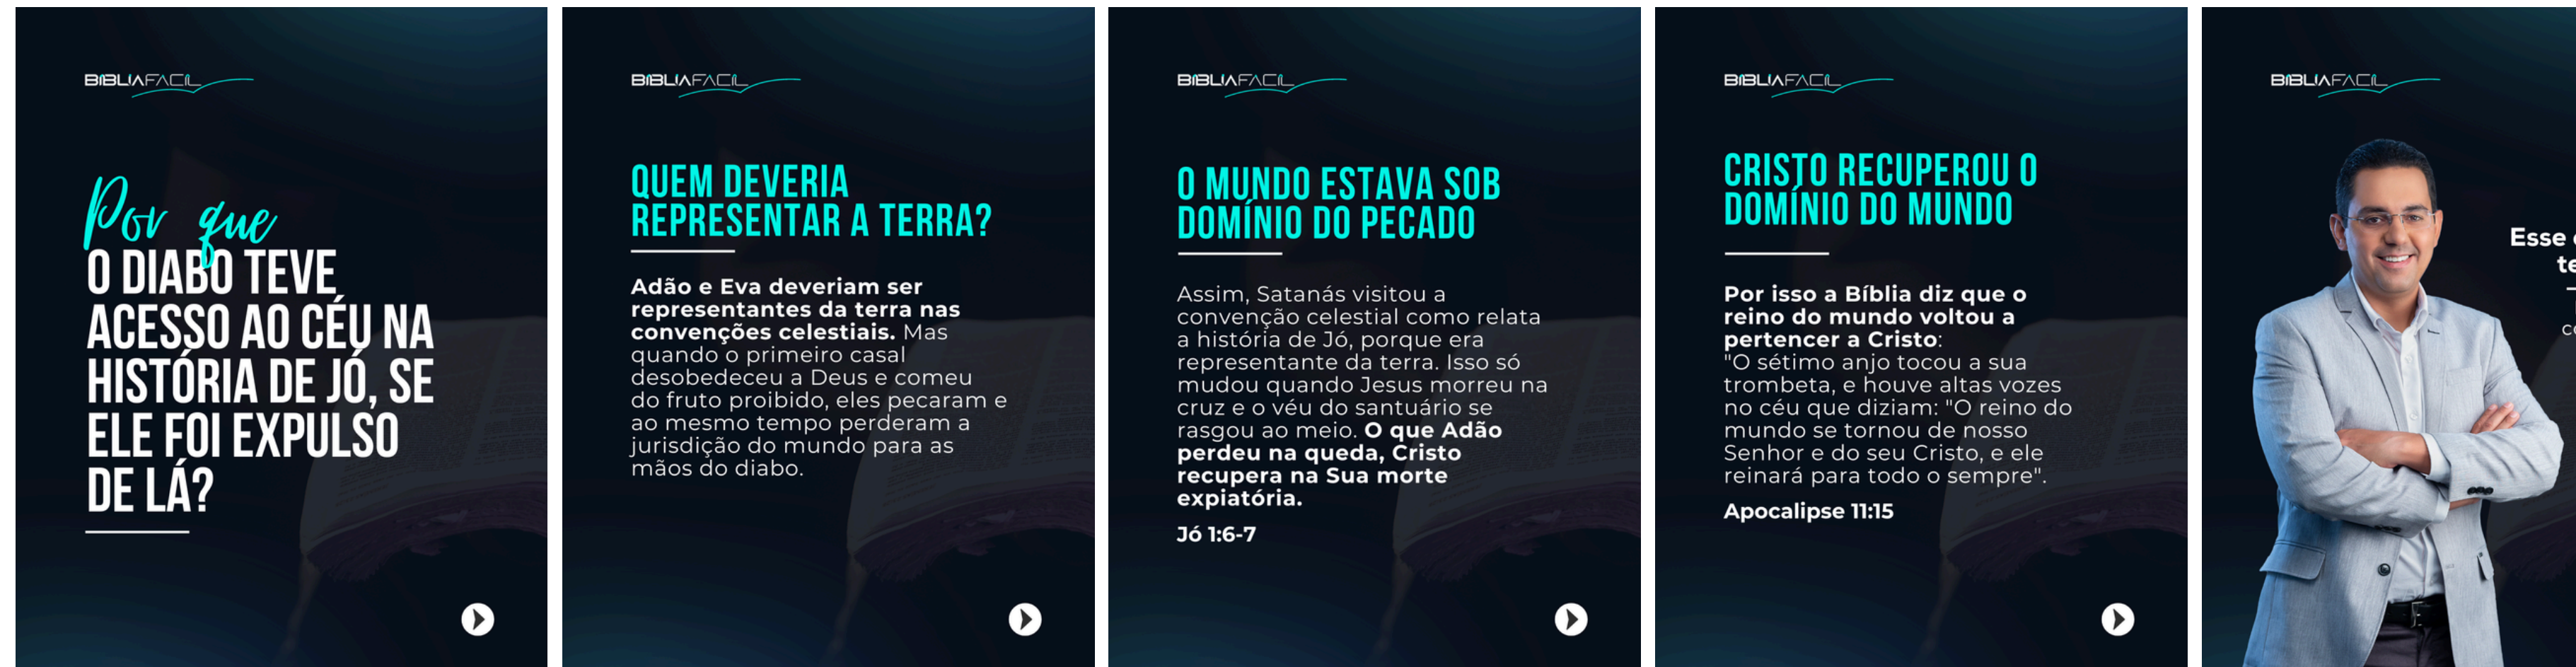 BÍBLIAFÁCIL
Por que
O DIABO TEVE
ACESSO AO CÉU NA
HISTÓRIA DE JÓ, SE
ELE FOI EXPULSO
DE LÁ?
BÍBLIAFÁCIL
QUEM DEVERIA
REPRESENTAR A TERRA?
Adão e Eva deveriam ser
representantes da terra nas
convenções celestiais. Mas
quando o primeiro casal
desobedeceu a Deus e comeu
do fruto proibido, eles pecaram e
ao mesmo tempo perderam a
jurisdição do mundo para as
mãos do diabo.
BÍBLIAFÁCIL
O MUNDO ESTAVA SOB
DOMÍNIO DO PECADO
Assim, Satanás visitou a
convenção celestial como relata
a história de Jó, porque era
representante da terra. Isso só
mudou quando Jesus morreu na
cruz e o véu do santuário se
rasgou ao meio. O que Adão
perdeu na queda, Cristo
recupera na Sua morte
expiatória.
Jó 1:6-7
BÍBLIAFÁCIL
CRISTO RECUPEROU O
DOMÍNIO DO MUNDO
Por isso a Bíblia diz que o
reino do mundo voltou a
pertencer a Cristo:
"O sétimo anjo tocou a sua
trombeta, e houve altas vozes
no céu que diziam: "O reino do
mundo se tornou de nosso
Senhor e do seu Cristo, e ele
reinará para todo o sempre".
Apocalipse 11:15
BÍBLIAFÁCIL
Esse